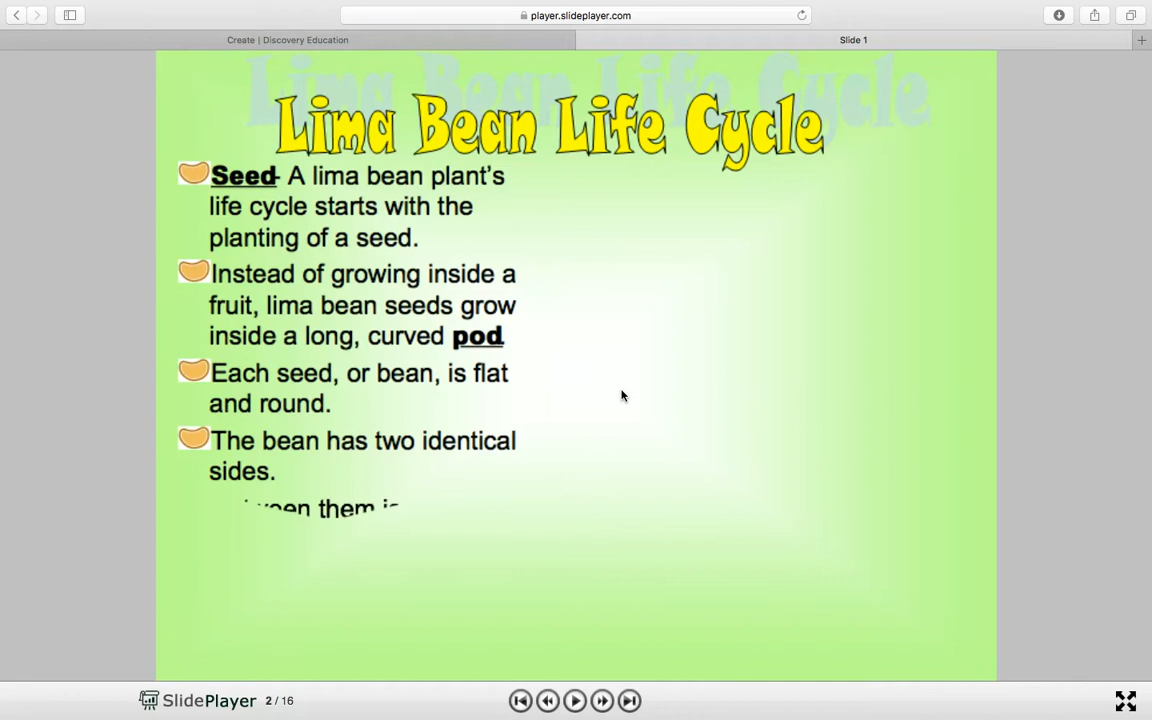 player.slideplayer.com
Create | Discovery Education
Slide 1
Lima Bean Life Cycle
Seed- A lima bean plant's
life cycle starts with the
planting of a seed.
Instead of growing inside a
fruit, lima bean seeds grow
inside a long, curved pod.
Each seed, or bean, is flat
and round.
The bean has two identical
sides.
them
SlidePlayer 2 / 16